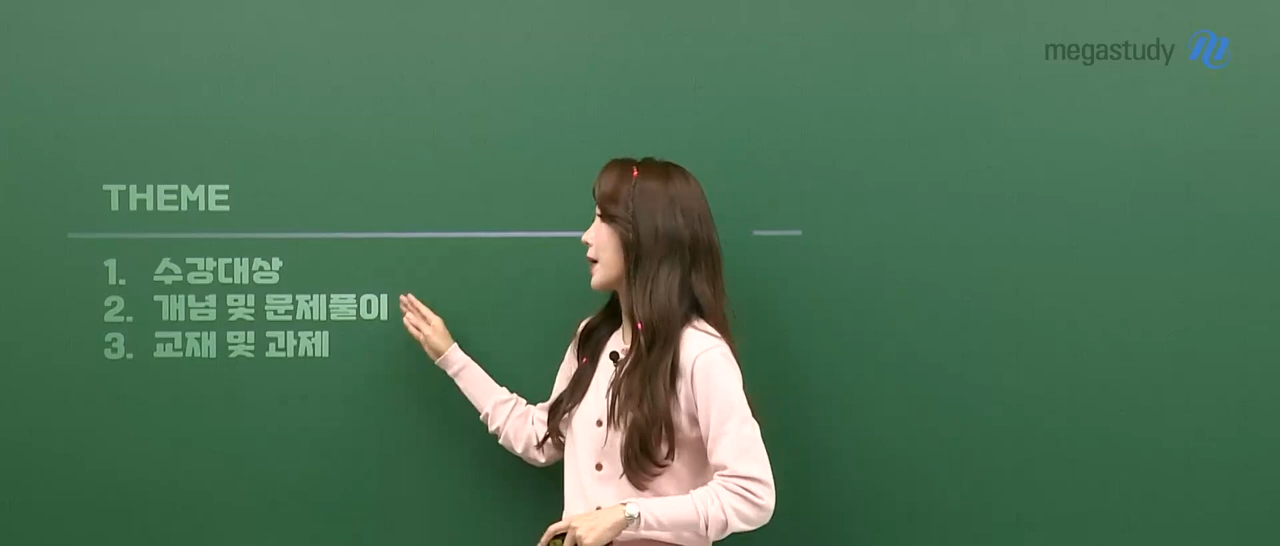 megastudy
THEME
1. 수강대상
2. 개념 및 문제풀이
3. 교재 및 과제